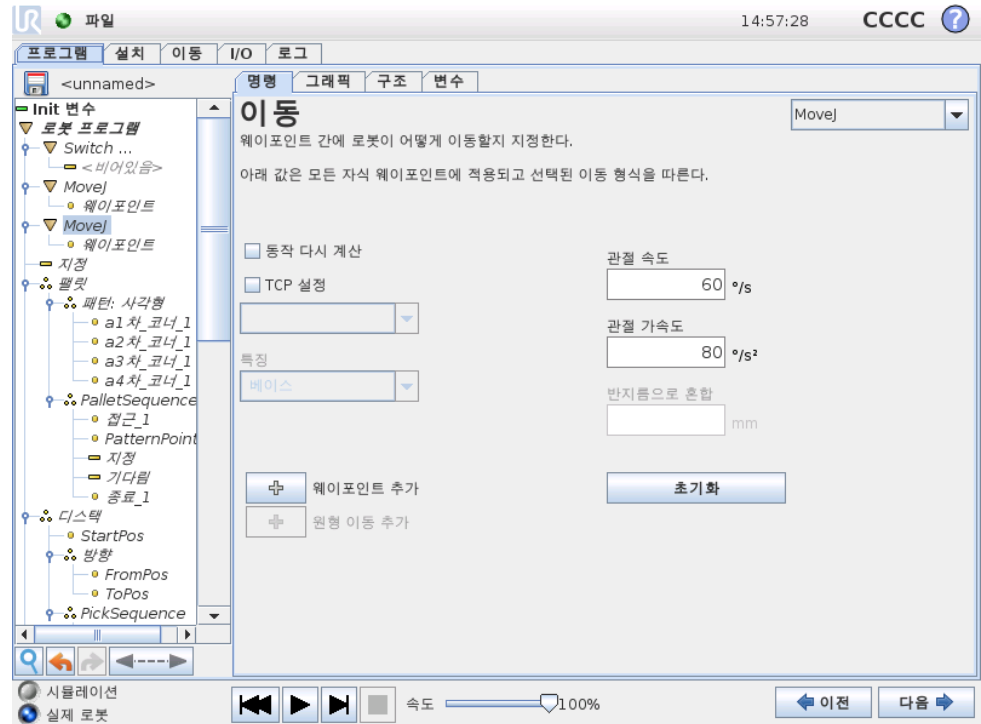 UR 파일 14:57:28 CCCC ?
프로그램 설치 이동 I/O 로그
<unnamed>
명령 그래픽 구조 변수
Init 변수
로봇 프로그램
Switch ...
<비어있음>
MoveJ
웨이포인트
MoveJ
웨이포인트
지정
팰릿
패턴: 사각형
a1차_코너_1
a2차_코너_1
a3차_코너_1
a4차_코너_1
PalletSequence
접근_1
PatternPoint
지정
기다림
종료_1
디스택
StartPos
방향
FromPos
ToPos
PickSequence
이동
MoveJ
웨이포인트 간에 로봇이 어떻게 이동할지 지정한다.
아래 값은 모든 자식 웨이포인트에 적용되고 선택된 이동 형식을 따른다.
동작 다시 계산
TCP 설정
특징
베이스
관절 속도
60 °/s
관절 가속도
80 °/s²
반지름으로 혼합
mm
웨이포인트 추가
초기화
원형 이동 추가
시뮬레이션
실제 로봇
속도 100%
이전 다음